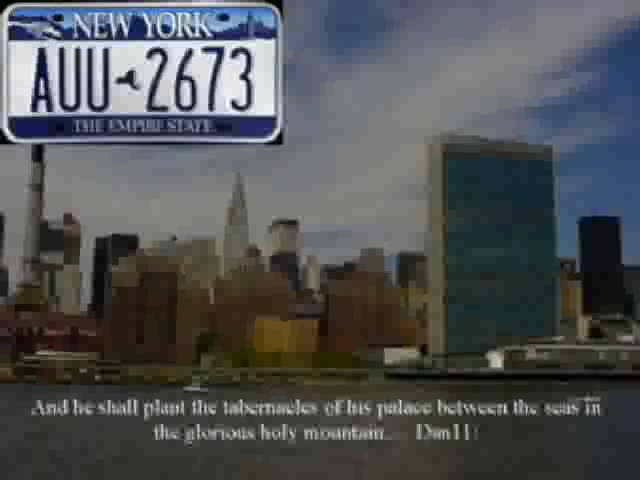 NEW YORK
AUU 2673
THE EMPIRE STATE
And he shall plant the tabernacles of his palace between the seas in
the glorious holy mountain...